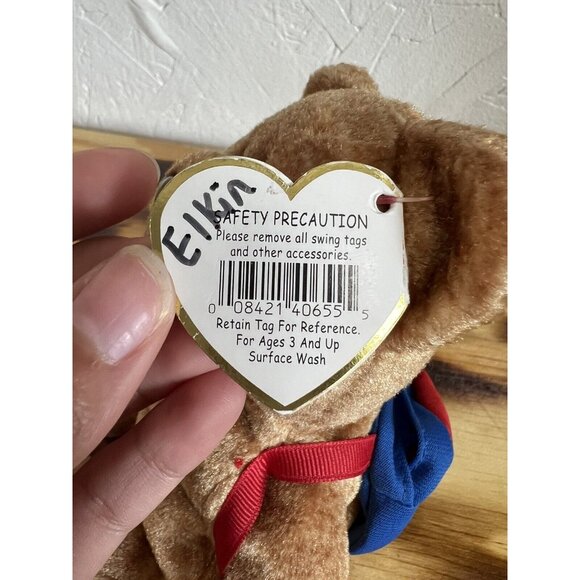 Elkin
SAFETY PRECAUTION
Please remove all swing tags
and other accessories.
0 08421 40655 5
Retain Tag For Reference.
For Ages 3 And Up
Surface Wash